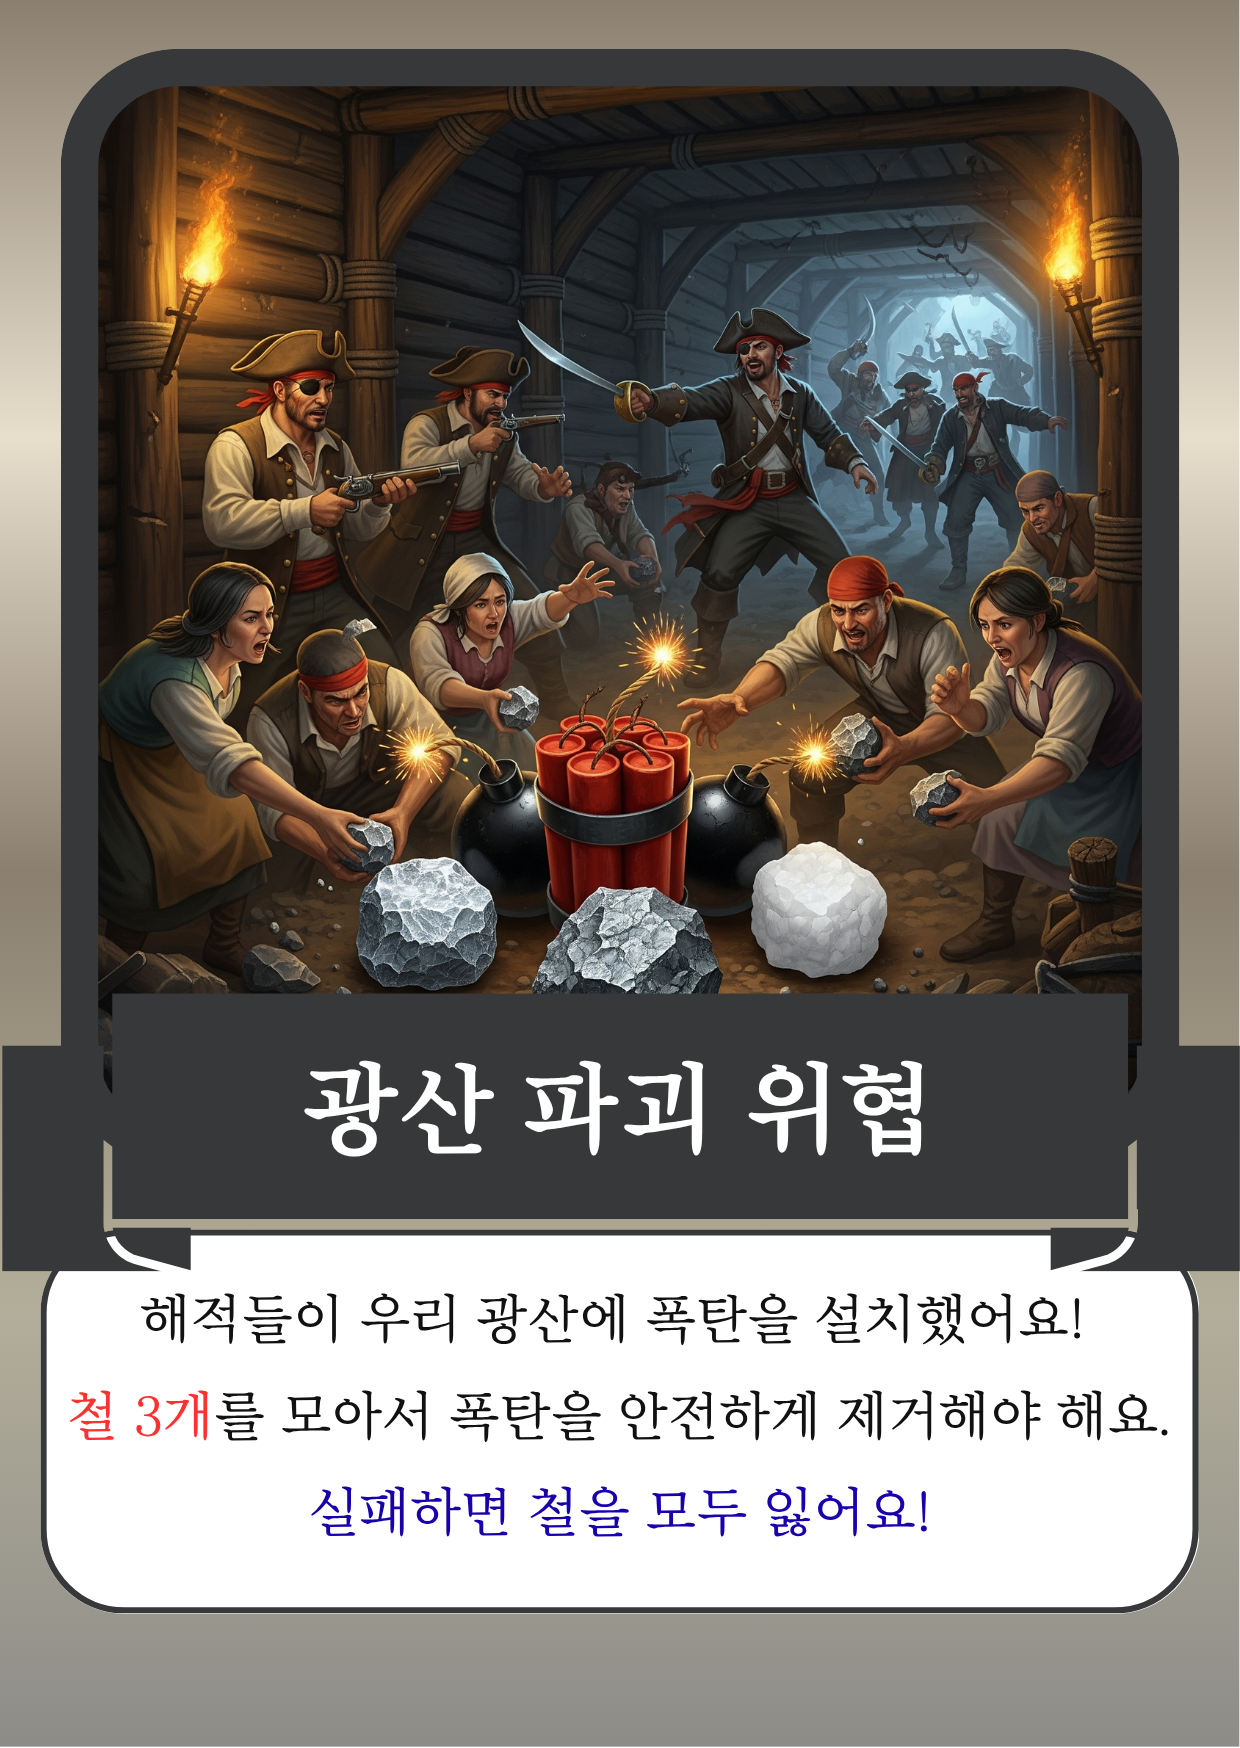 광산 파괴 위협
해적들이 우리 광산에 폭탄을 설치했어요!
철 3개를 모아서 폭탄을 안전하게 제거해야 해요.
실패하면 철을 모두 잃어요!